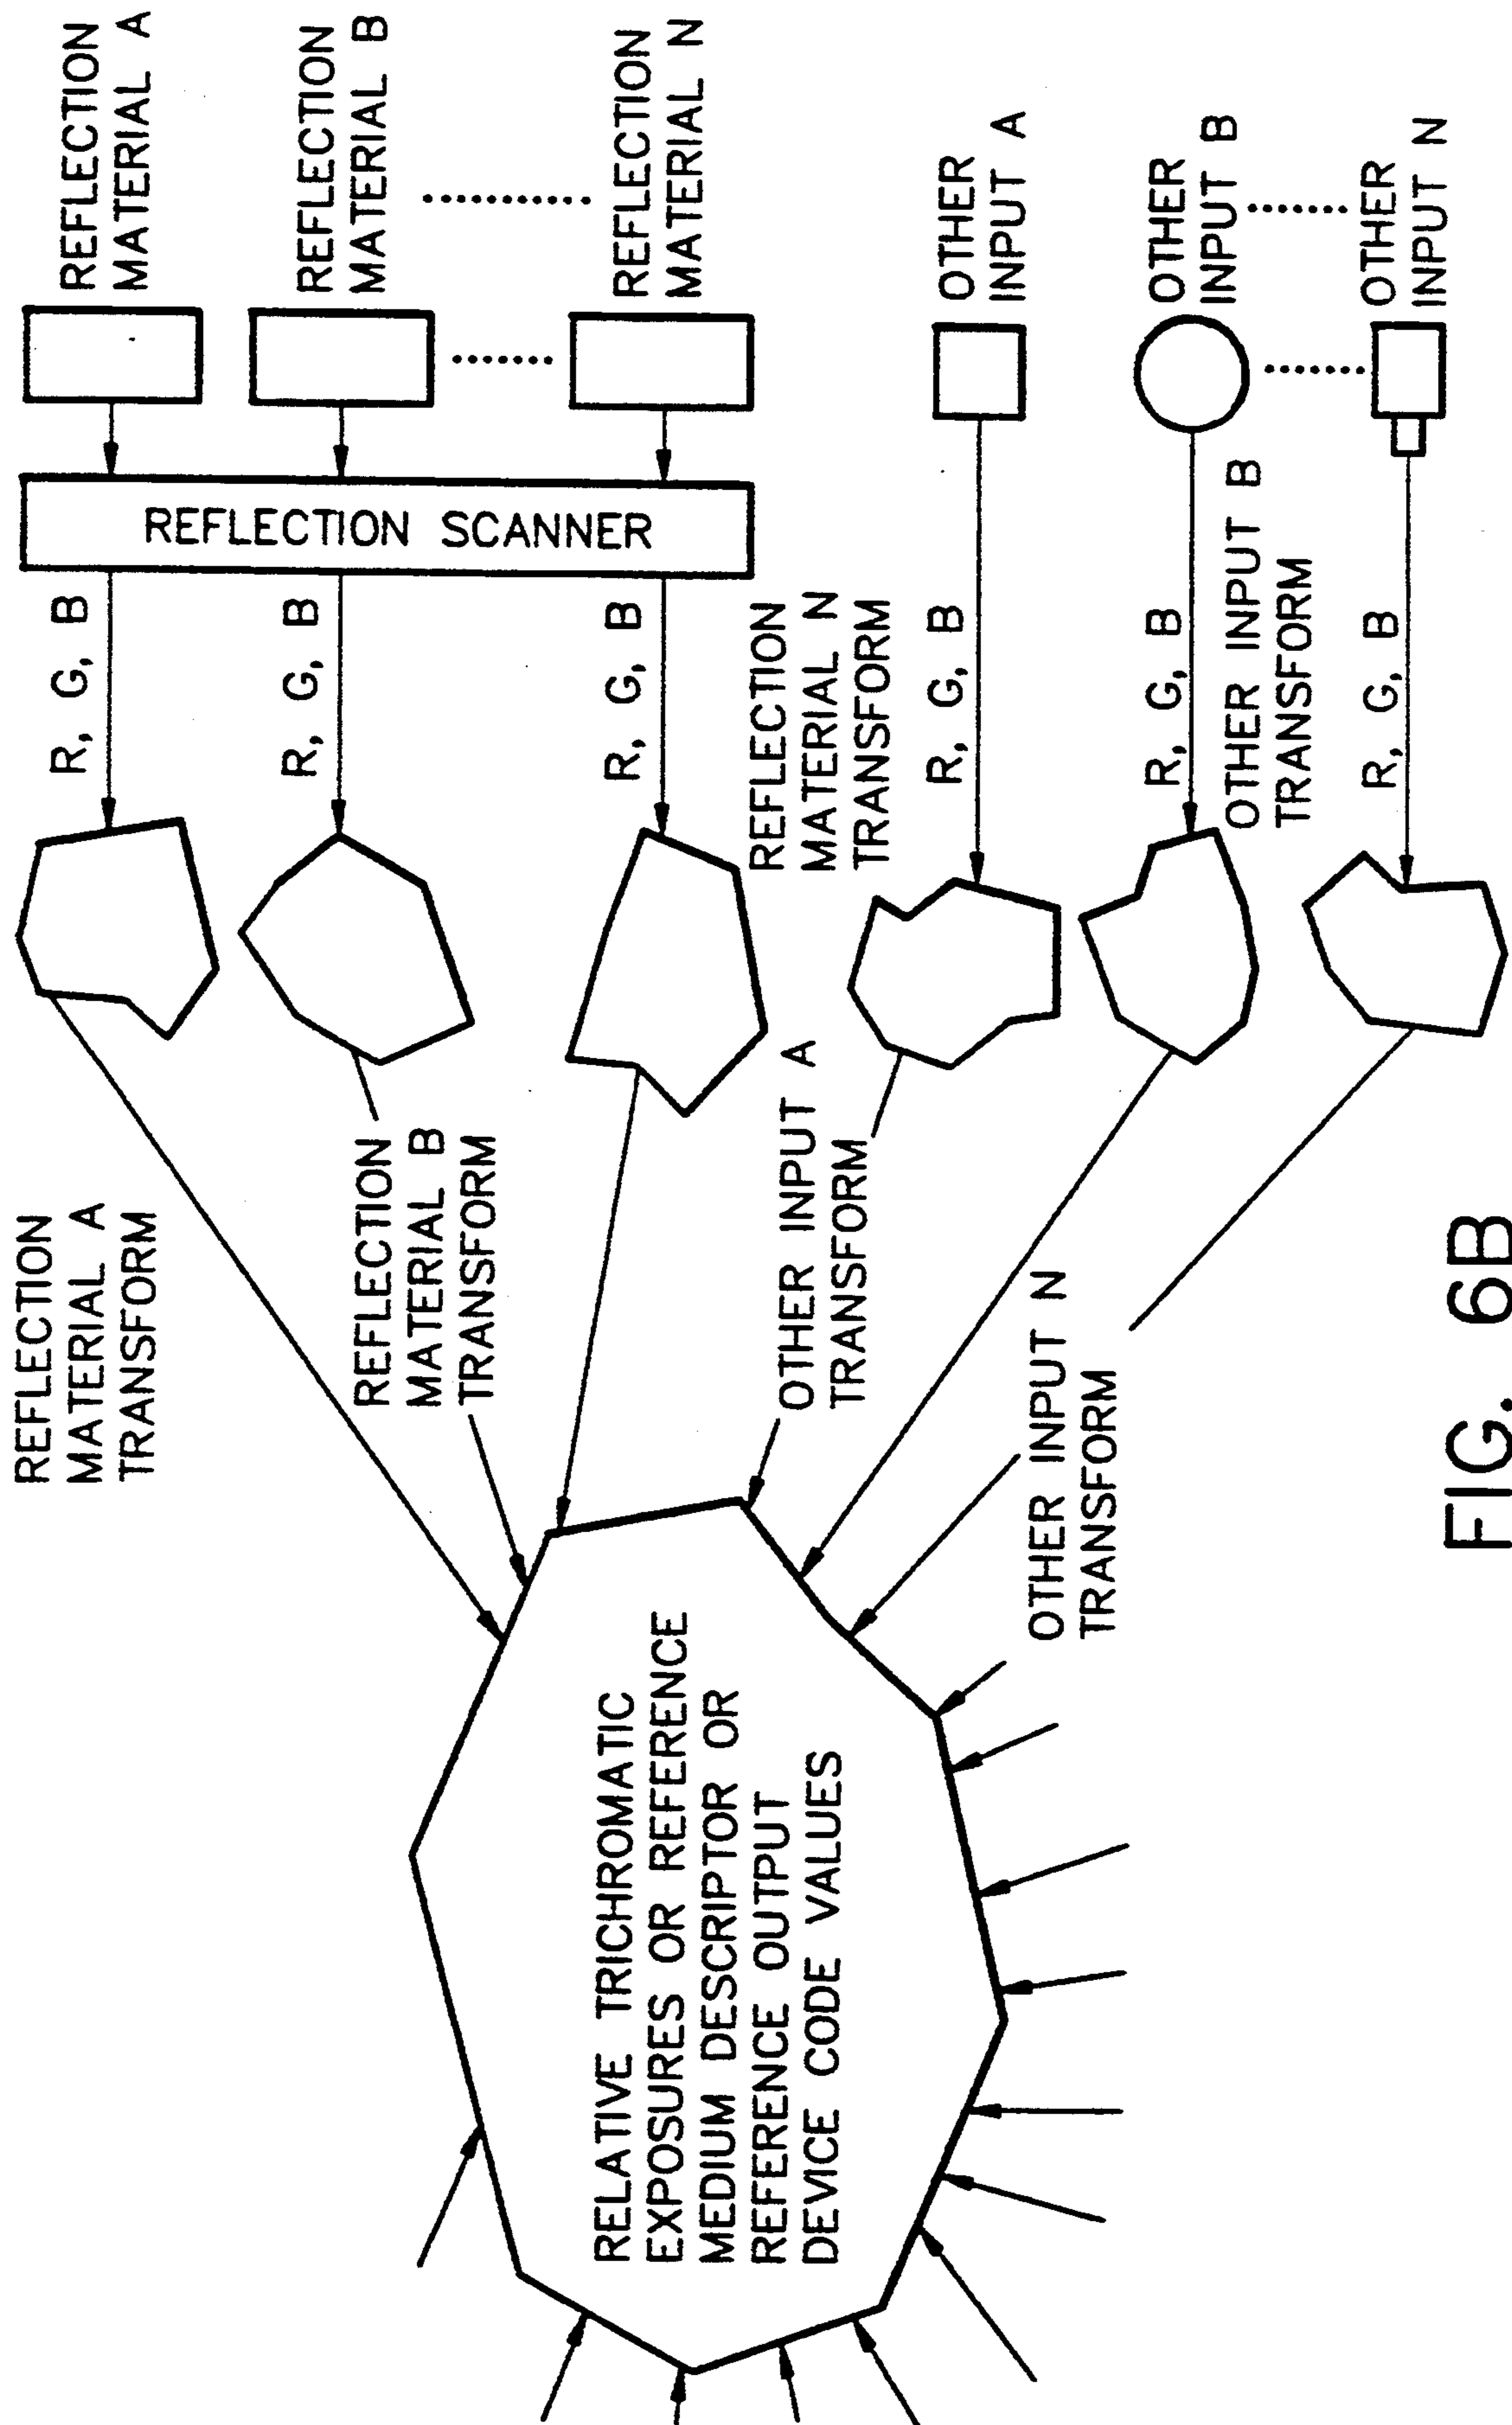 REFLECTION
MATERIAL A
REFLECTION
MATERIAL B
REFLECTION
MATERIAL N
OTHER
INPUT A
OTHER
INPUT B
OTHER
INPUT N
REFLECTION SCANNER
R, G, B
R, G, B
R, G, B
R, G, B
R, G, B
R, G, B
REFLECTION
MATERIAL A
TRANSFORM
REFLECTION
MATERIAL B
TRANSFORM
REFLECTION
MATERIAL N
TRANSFORM
OTHER INPUT A
TRANSFORM
OTHER INPUT B
TRANSFORM
OTHER INPUT N
TRANSFORM
RELATIVE TRICHROMATIC
EXPOSURES OR REFERENCE
MEDIUM DESCRIPTOR OR
REFERENCE OUTPUT
DEVICE CODE VALUES
FIG. 6B